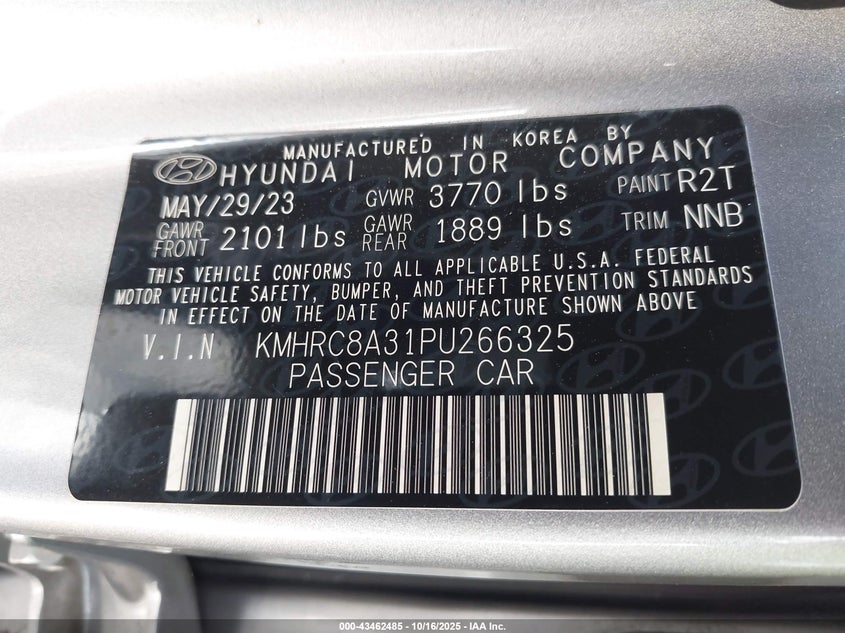 MANUFACTURED IN KOREA BY
HYUNDAI MOTOR COMPANY
MAY/29/23 GVWR 3770 lbs PAINT R2T
GAWR FRONT 2101 lbs GAWR REAR 1889 lbs TRIM NNB
THIS VEHICLE CONFORMS TO ALL APPLICABLE U.S.A. FEDERAL
MOTOR VEHICLE SAFETY, BUMPER, AND THEFT PREVENTION STANDARDS
IN EFFECT ON THE DATE OF MANUFACTURE SHOWN ABOVE
V.I.N KMHRC8A31PU266325
PASSENGER CAR
000-43462485 - 10/16/2025 - IAA Inc.